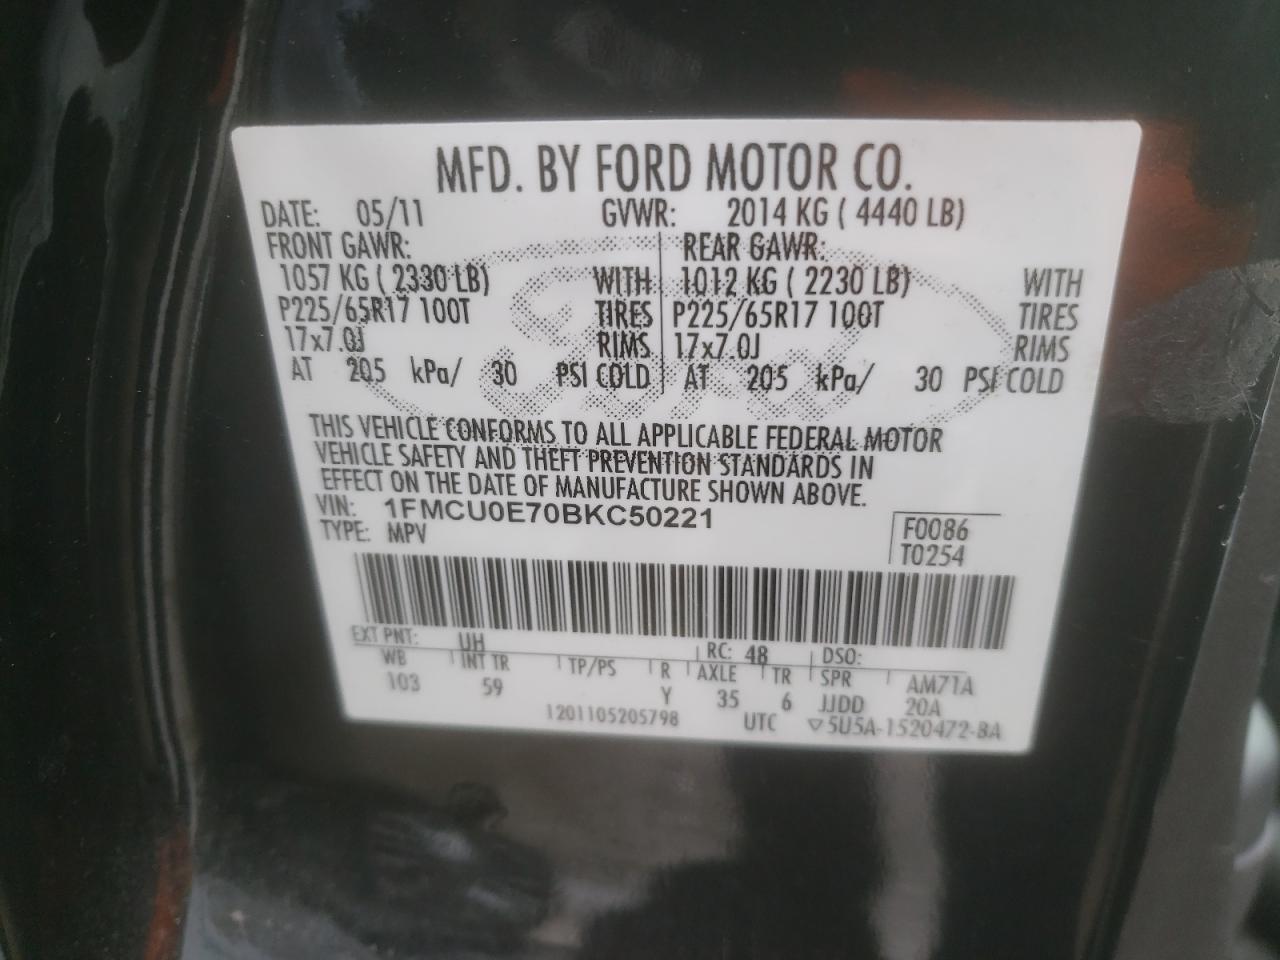 MFD. BY FORD MOTOR CO.
DATE: 05/11 GVWR: 2014 KG ( 4440 LB)
FRONT GAWR: REAR GAWR:
1057 KG ( 2330 LB) WITH 1012 KG ( 2230 LB) WITH
P225/65R17 100T TIRES P225/65R17 100T TIRES
17x7.0J RIMS 17x7.0J RIMS
AT 205 kPa/ 30 PSI COLD AT 205 kPa/ 30 PSI COLD
Ford
THIS VEHICLE CONFORMS TO ALL APPLICABLE FEDERAL MOTOR
VEHICLE SAFETY AND THEFT PREVENTION STANDARDS IN
EFFECT ON THE DATE OF MANUFACTURE SHOWN ABOVE.
VIN: 1FMCU0E70BKC50221
TYPE: MPV
F0086
T0254
EXT PNT: UH RC: 48 DSO:
WB INT TR TP/PS R AXLE TR SPR AM71A
103 59 Y 35 6 JJDD 20A
1201105205798 UTC ▽5U5A-1520472-BA